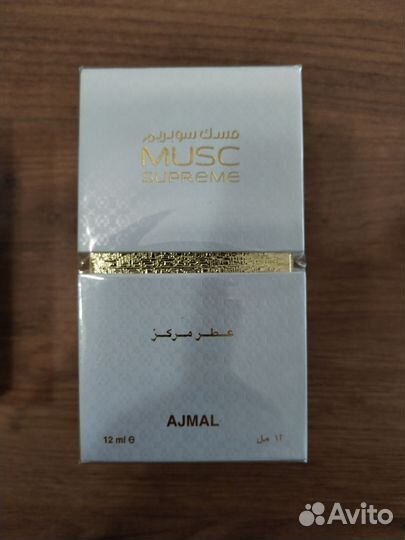 مسك سوبريم
MUSC
SUPREME
عطر مركز
AJMAL
12 ml e ١٢ مل
Avito